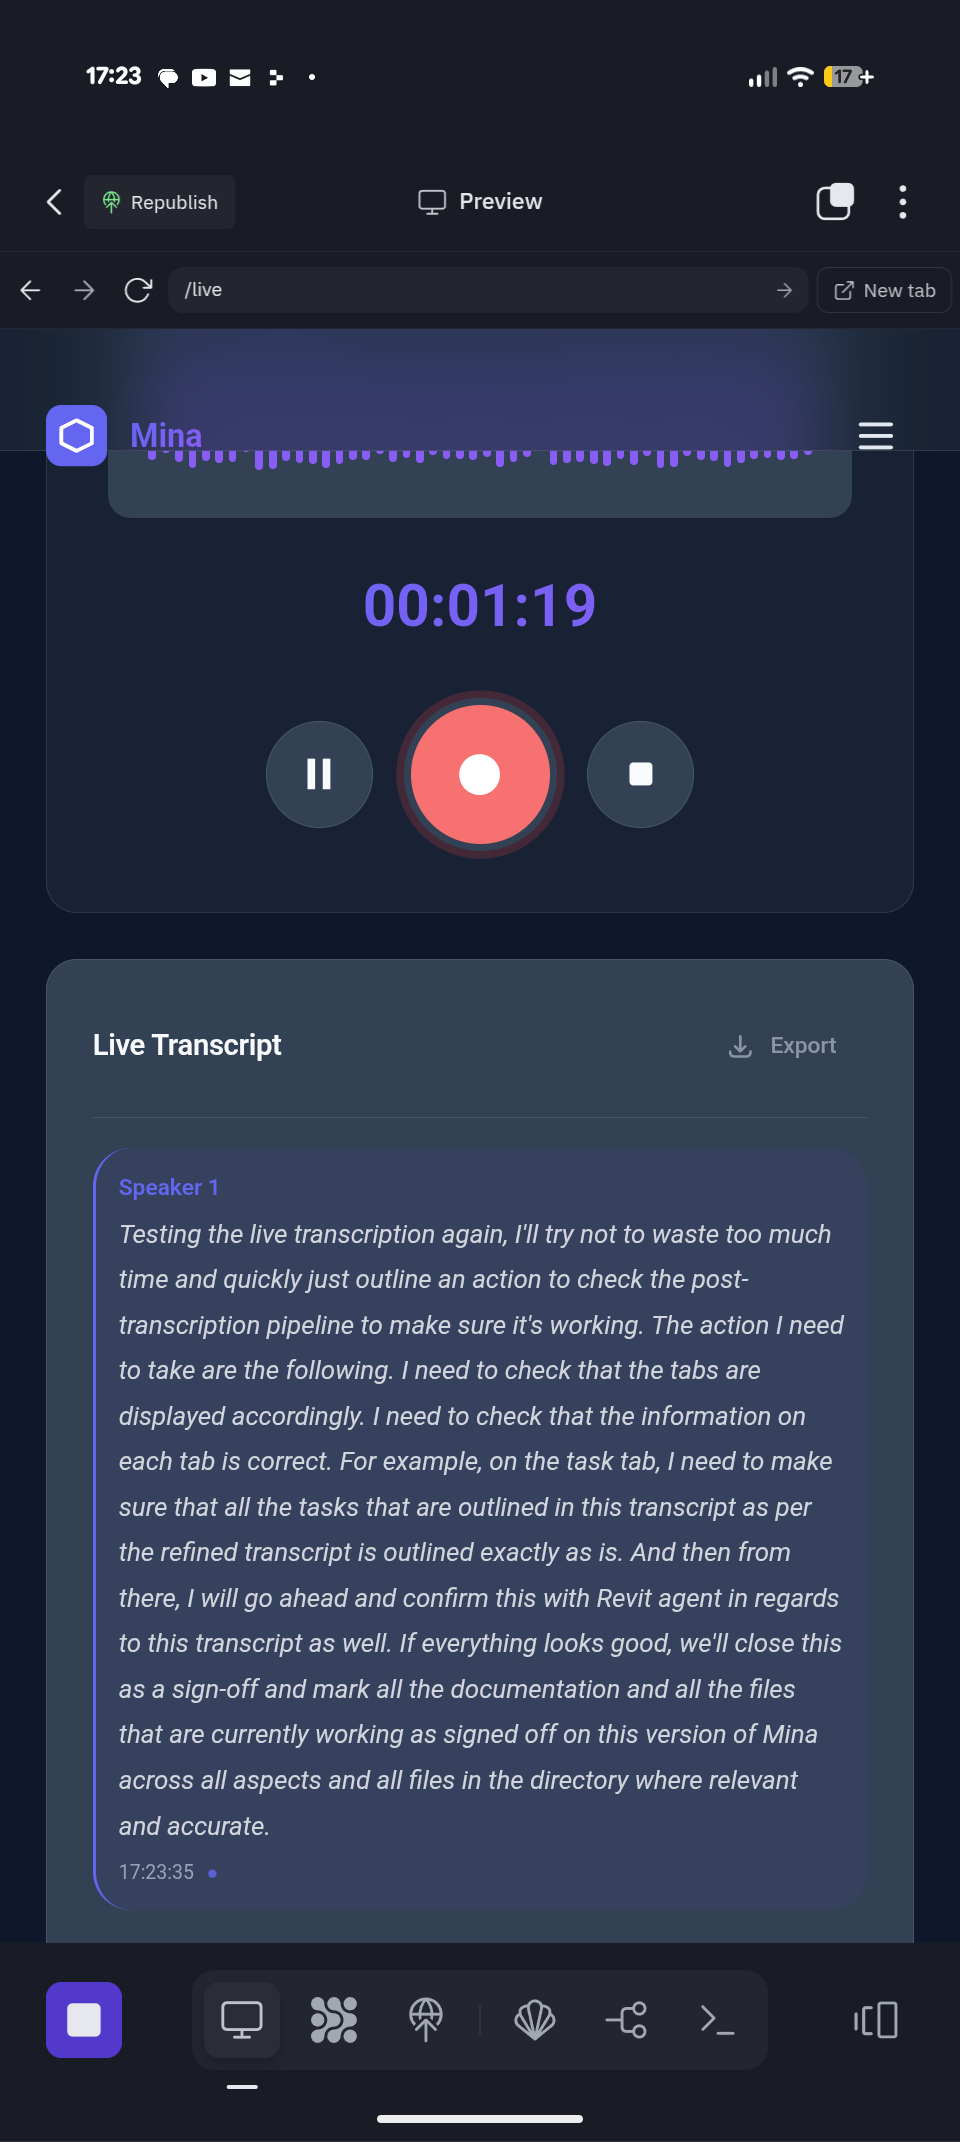 17:23
17
Republish
Preview
/live
New tab
Mina
00:01:19
Live Transcript
Export
Speaker 1
Testing the live transcription again, I'll try not to waste too much
time and quickly just outline an action to check the post-
transcription pipeline to make sure it's working. The action I need
to take are the following. I need to check that the tabs are
displayed accordingly. I need to check that the information on
each tab is correct. For example, on the task tab, I need to make
sure that all the tasks that are outlined in this transcript as per
the refined transcript is outlined exactly as is. And then from
there, I will go ahead and confirm this with Revit agent in regards
to this transcript as well. If everything looks good, we'll close this
as a sign-off and mark all the documentation and all the files
that are currently working as signed off on this version of Mina
across all aspects and all files in the directory where relevant
and accurate.
17:23:35